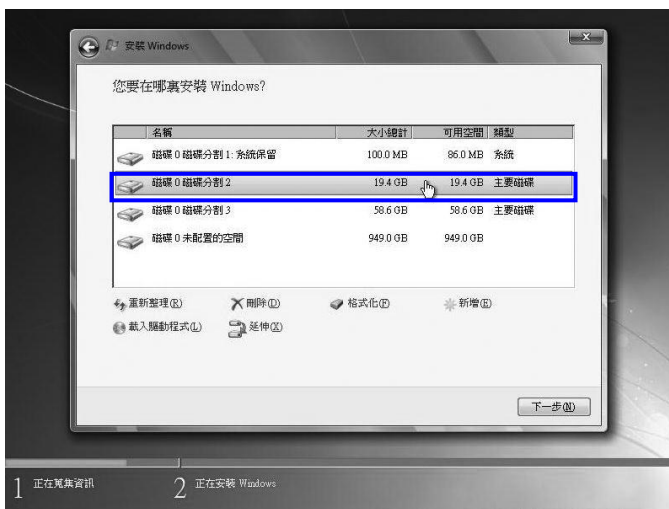 安裝 Windows
您要在哪裏安裝 Windows?
名稱 大小總計 可用空間 類型
磁碟 0 磁碟分割 1: 系統保留 100.0 MB 86.0 MB 系統
磁碟 0 磁碟分割 2 19.4 GB 19.4 GB 主要磁碟
磁碟 0 磁碟分割 3 58.6 GB 58.6 GB 主要磁碟
磁碟 0 未配置的空間 949.0 GB 949.0 GB
重新整理(R) 刪除(D) 格式化(F) 新增(E)
載入驅動程式(L) 延伸(X)
下一步(N)
1 正在蒐集資訊 2 正在安裝 Windows